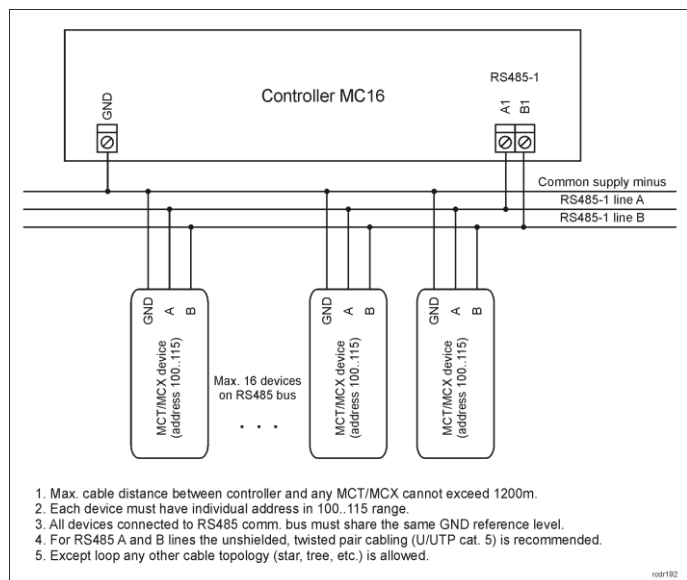 Controller MC16
RS485-1
GND
A1
B1
Common supply minus
RS485-1 line A
RS485-1 line B
GND
A
B
MCT/MCX device
(address 100..115)
Max. 16 devices
on RS485 bus
. . .
GND
A
B
MCT/MCX device
(address 100..115)
GND
A
B
MCT/MCX device
(address 100..115)
1. Max. cable distance between controller and any MCT/MCX cannot exceed 1200m.
2. Each device must have individual address in 100..115 range.
3. All devices connected to RS485 comm. bus must share the same GND reference level.
4. For RS485 A and B lines the unshielded, twisted pair cabling (U/UTP cat. 5) is recommended.
5. Except loop any other cable topology (star, tree, etc.) is allowed.
rodr192